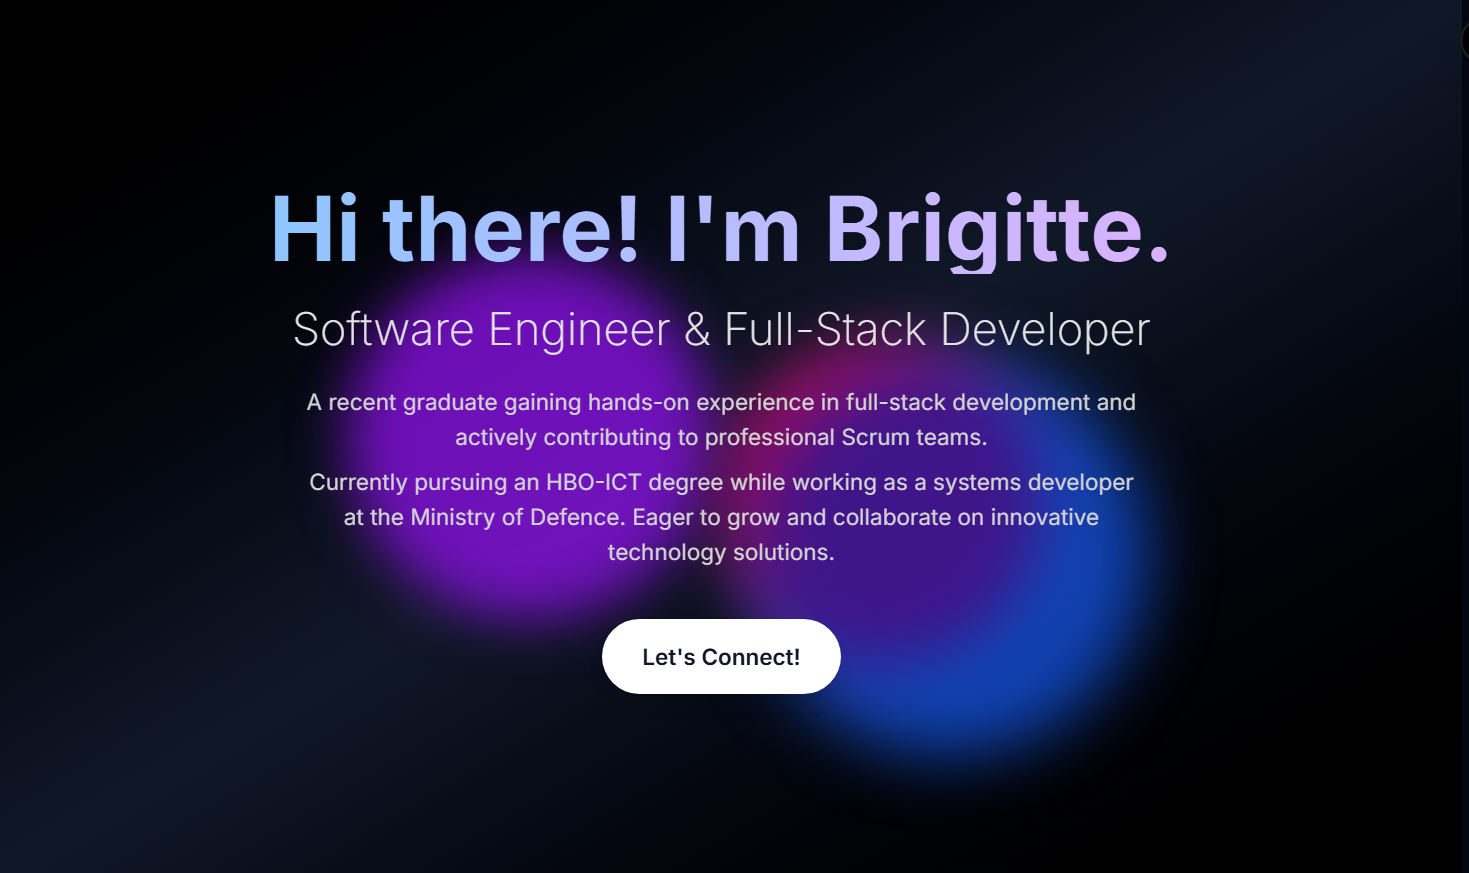 Hi there! I'm Brigitte.
Software Engineer & Full-Stack Developer
A recent graduate gaining hands-on experience in full-stack development and
actively contributing to professional Scrum teams.
Currently pursuing an HBO-ICT degree while working as a systems developer
at the Ministry of Defence. Eager to grow and collaborate on innovative
technology solutions.
Let's Connect!